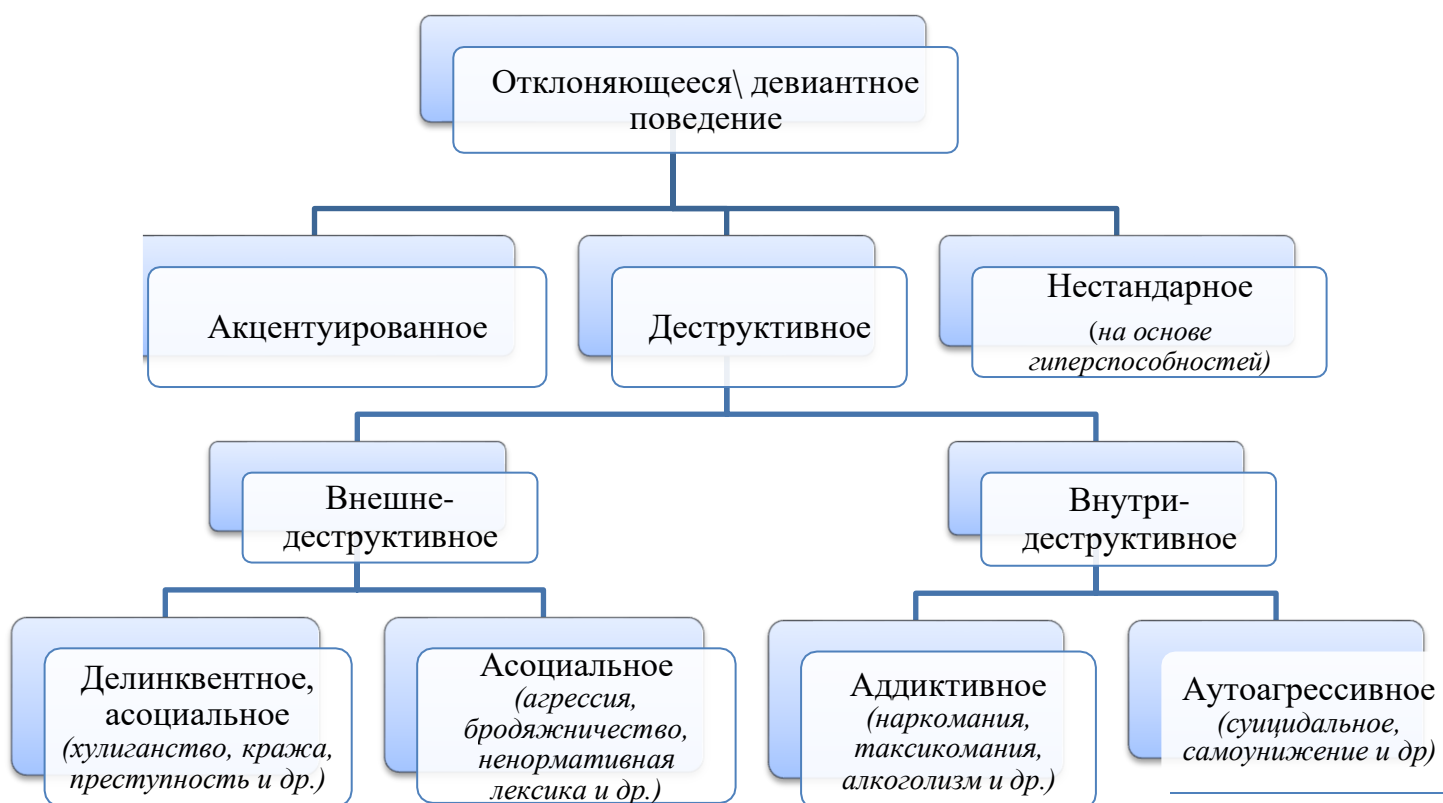 Отклоняющееся\ девиантное
поведение
Акцентуированное
Деструктивное
Нестандарное
(на основе
гиперспособностей)
Внешне-
деструктивное
Внутри-
деструктивное
Делинквентное,
асоциальное
(хулиганство, кража,
преступность и др.)
Асоциальное
(агрессия,
бродяжничество,
ненормативная
лексика и др.)
Аддиктивное
(наркомания,
таксикомания,
алкоголизм и др.)
Аутоагрессивное
(суицидальное,
самоунижение и др)